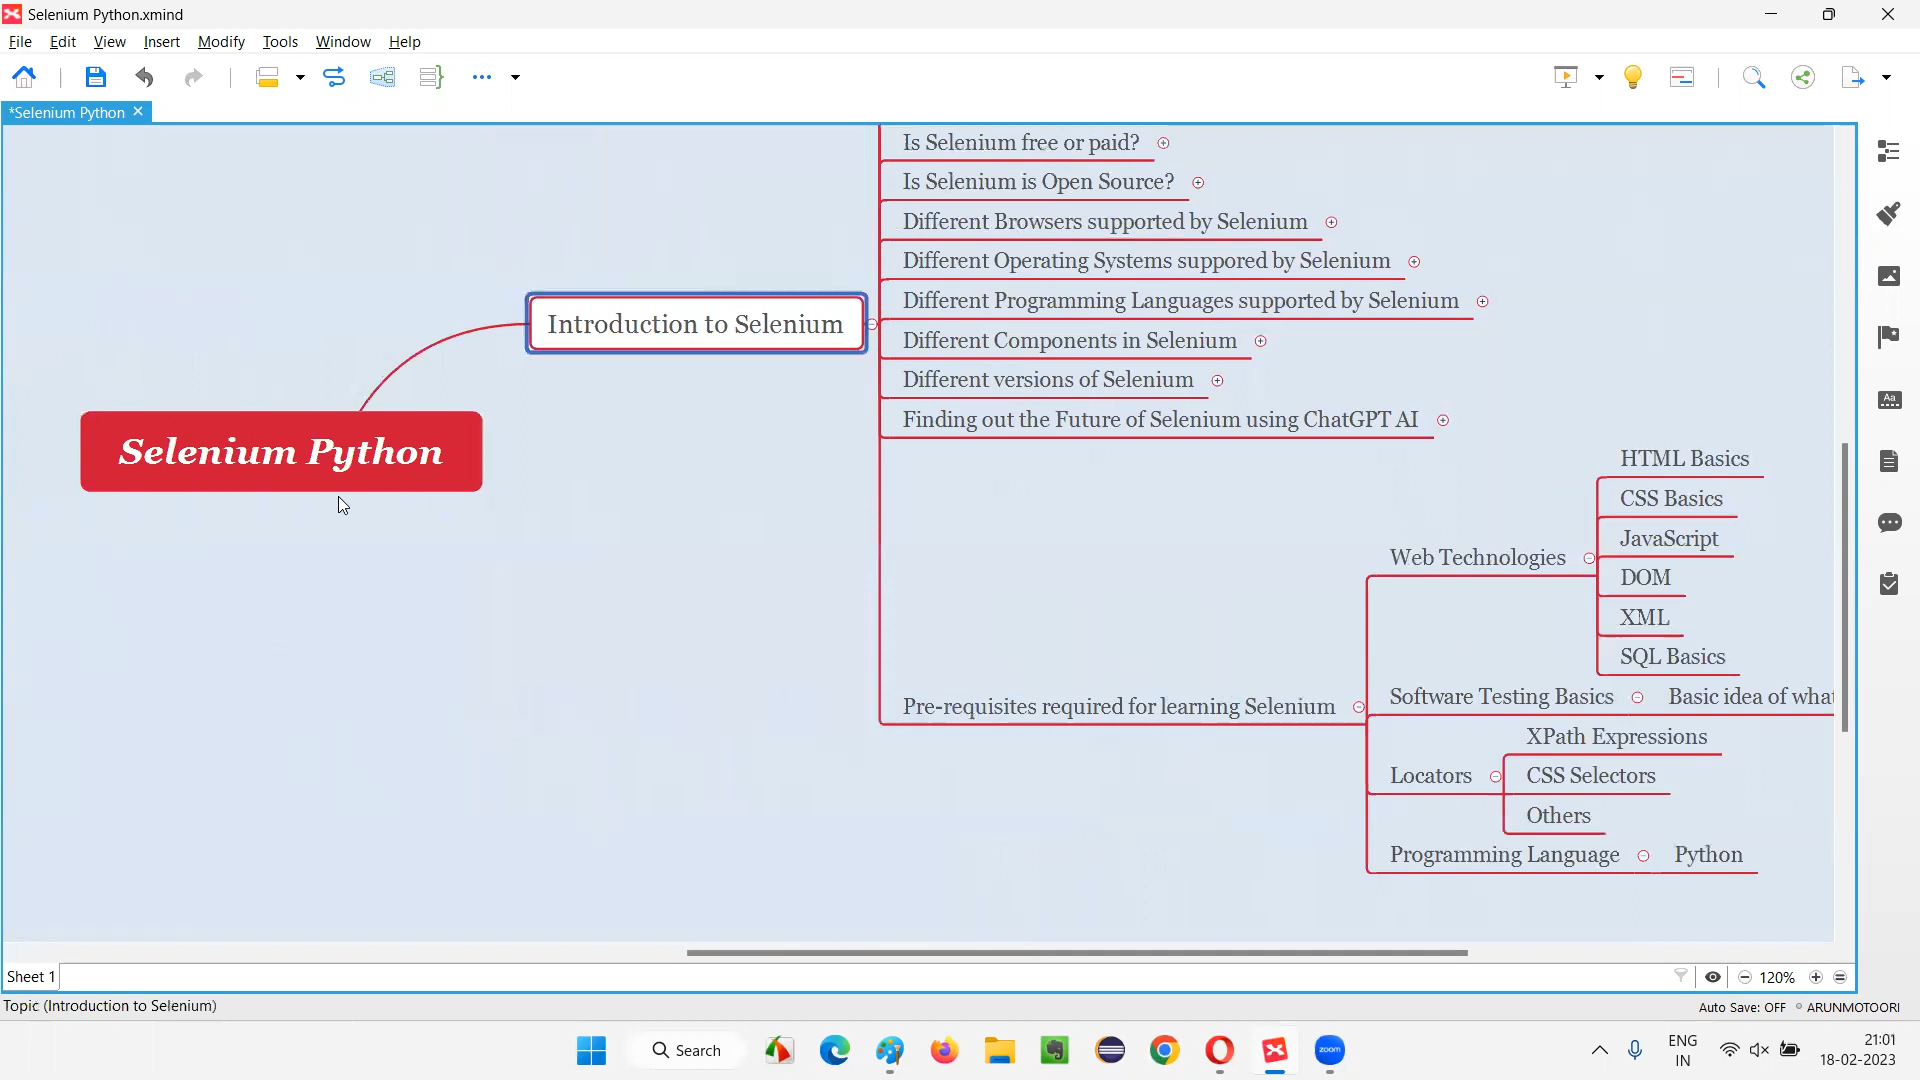 Selenium Python.xmind
File Edit View Insert Modify Tools Window Help
*Selenium Python
Is Selenium free or paid?
Is Selenium is Open Source?
Different Browsers supported by Selenium
Different Operating Systems suppored by Selenium
Different Programming Languages supported by Selenium
Introduction to Selenium
Different Components in Selenium
Different versions of Selenium
Finding out the Future of Selenium using ChatGPT AI
Selenium Python
HTML Basics
CSS Basics
JavaScript
Web Technologies
DOM
XML
SQL Basics
Software Testing Basics Basic idea of what
Pre-requisites required for learning Selenium
XPath Expressions
Locators CSS Selectors
Others
Programming Language Python
Sheet 1
120%
Topic (Introduction to Selenium)
Auto Save: OFF ARUNMOTOORI
Search
zoom
ENG
IN
21:01
18-02-2023